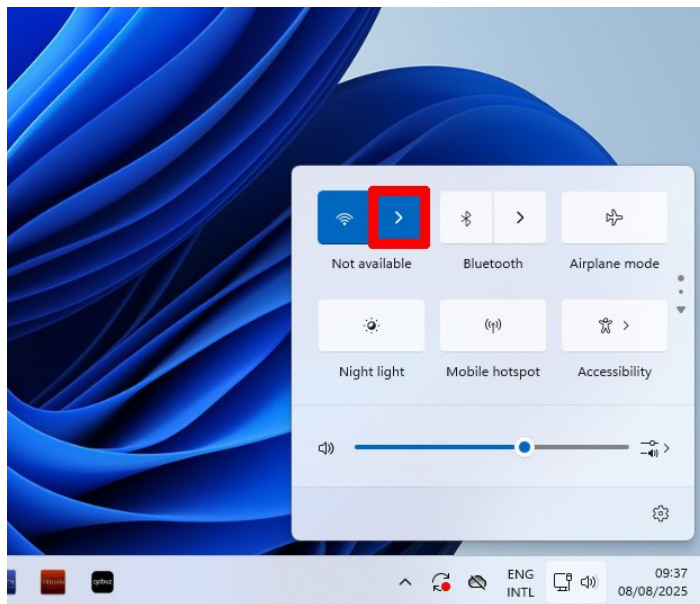 Not available
Bluetooth
Airplane mode
Night light
Mobile hotspot
Accessibility
qobuz
ENG
INTL
09:37
08/08/2025